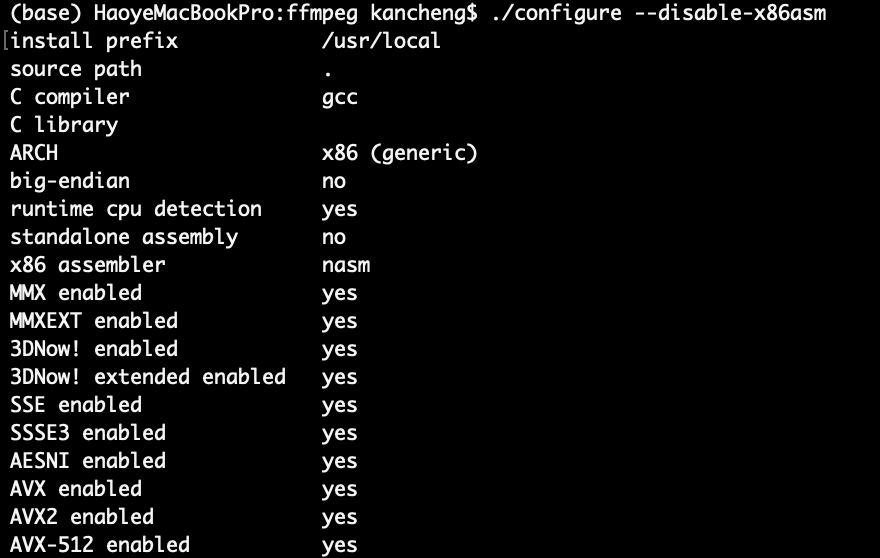 (base) HaoyeMacBookPro:ffmpeg kancheng$ ./configure --disable-x86asm
[install prefix /usr/local
source path .
C compiler gcc
C library
ARCH x86 (generic)
big-endian no
runtime cpu detection yes
standalone assembly no
x86 assembler nasm
MMX enabled yes
MMXEXT enabled yes
3DNow! enabled yes
3DNow! extended enabled yes
SSE enabled yes
SSSE3 enabled yes
AESNI enabled yes
AVX enabled yes
AVX2 enabled yes
AVX-512 enabled yes